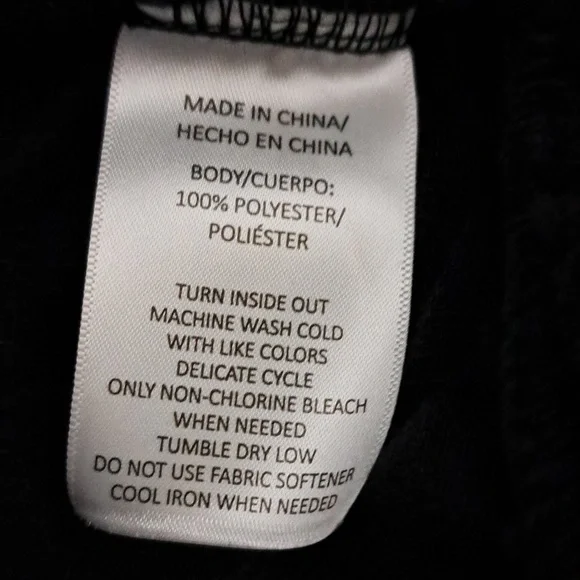 MADE IN CHINA/
HECHO EN CHINA
BODY/CUERPO:
100% POLYESTER/
POLIÉSTER
TURN INSIDE OUT
MACHINE WASH COLD
WITH LIKE COLORS
DELICATE CYCLE
ONLY NON-CHLORINE BLEACH
WHEN NEEDED
TUMBLE DRY LOW
DO NOT USE FABRIC SOFTENER
COOL IRON WHEN NEEDED